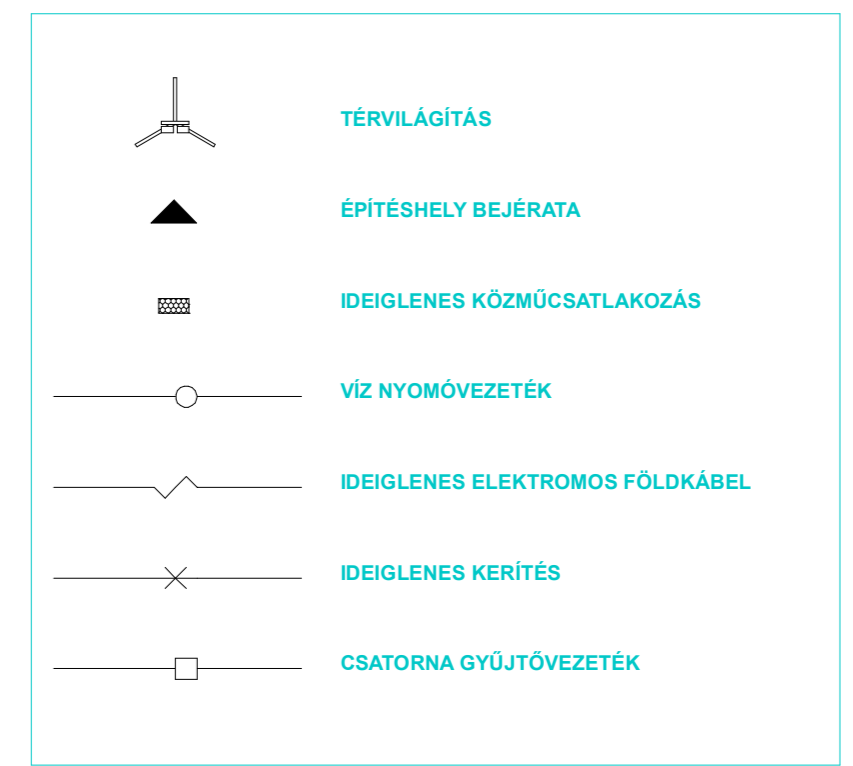 TÉRVILÁGÍTÁS
ÉPÍTÉSHELY BEJÉRATA
IDEIGLENES KÖZMŰCSATLAKOZÁS
VÍZ NYOMÓVEZETÉK
IDEIGLENES ELEKTROMOS FÖLDKÁBEL
IDEIGLENES KERÍTÉS
CSATORNA GYŰJTŐVEZETÉK